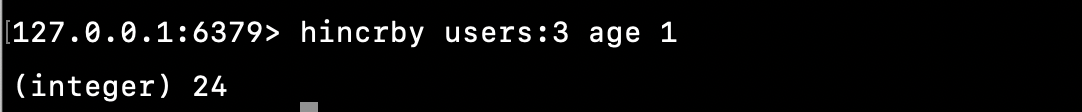 127.0.0.1:6379> hincrby users:3 age 1
(integer) 24